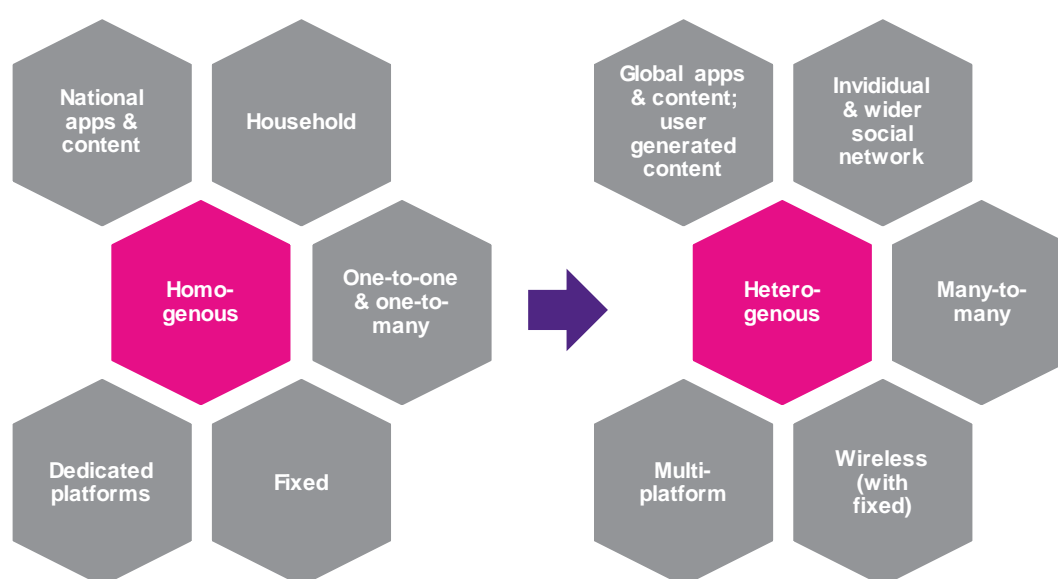 National
apps &
content
Household
Homo-
genous
One-to-one
& one-to-
many
Dedicated
platforms
Fixed
Global apps
& content;
user
generated
content
Invididual
& wider
social
network
Hetero-
genous
Many-to-
many
Multi-
platform
Wireless
(with
fixed)